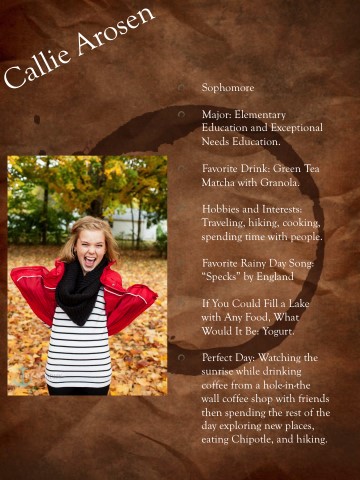 Callie Arosen
Sophomore
Major: Elementary
Education and Exceptional
Needs Education.
Favorite Drink: Green Tea
Matcha with Granola.
Hobbies and Interests:
Traveling, hiking, cooking,
spending time with people.
Favorite Rainy Day Song:
“Specks” by England
If You Could Fill a Lake
with Any Food, What
Would It Be: Yogurt.
Perfect Day: Watching the
sunrise while drinking
coffee from a hole-in-the
wall coffee shop with friends
then spending the rest of the
day exploring new places,
eating Chipotle, and hiking.